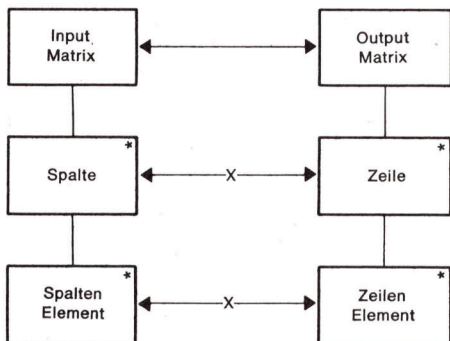 Input
Matrix
Output
Matrix
*
Spalte
X
*
Zeile
*
Spalten
Element
X
*
Zeilen
Element